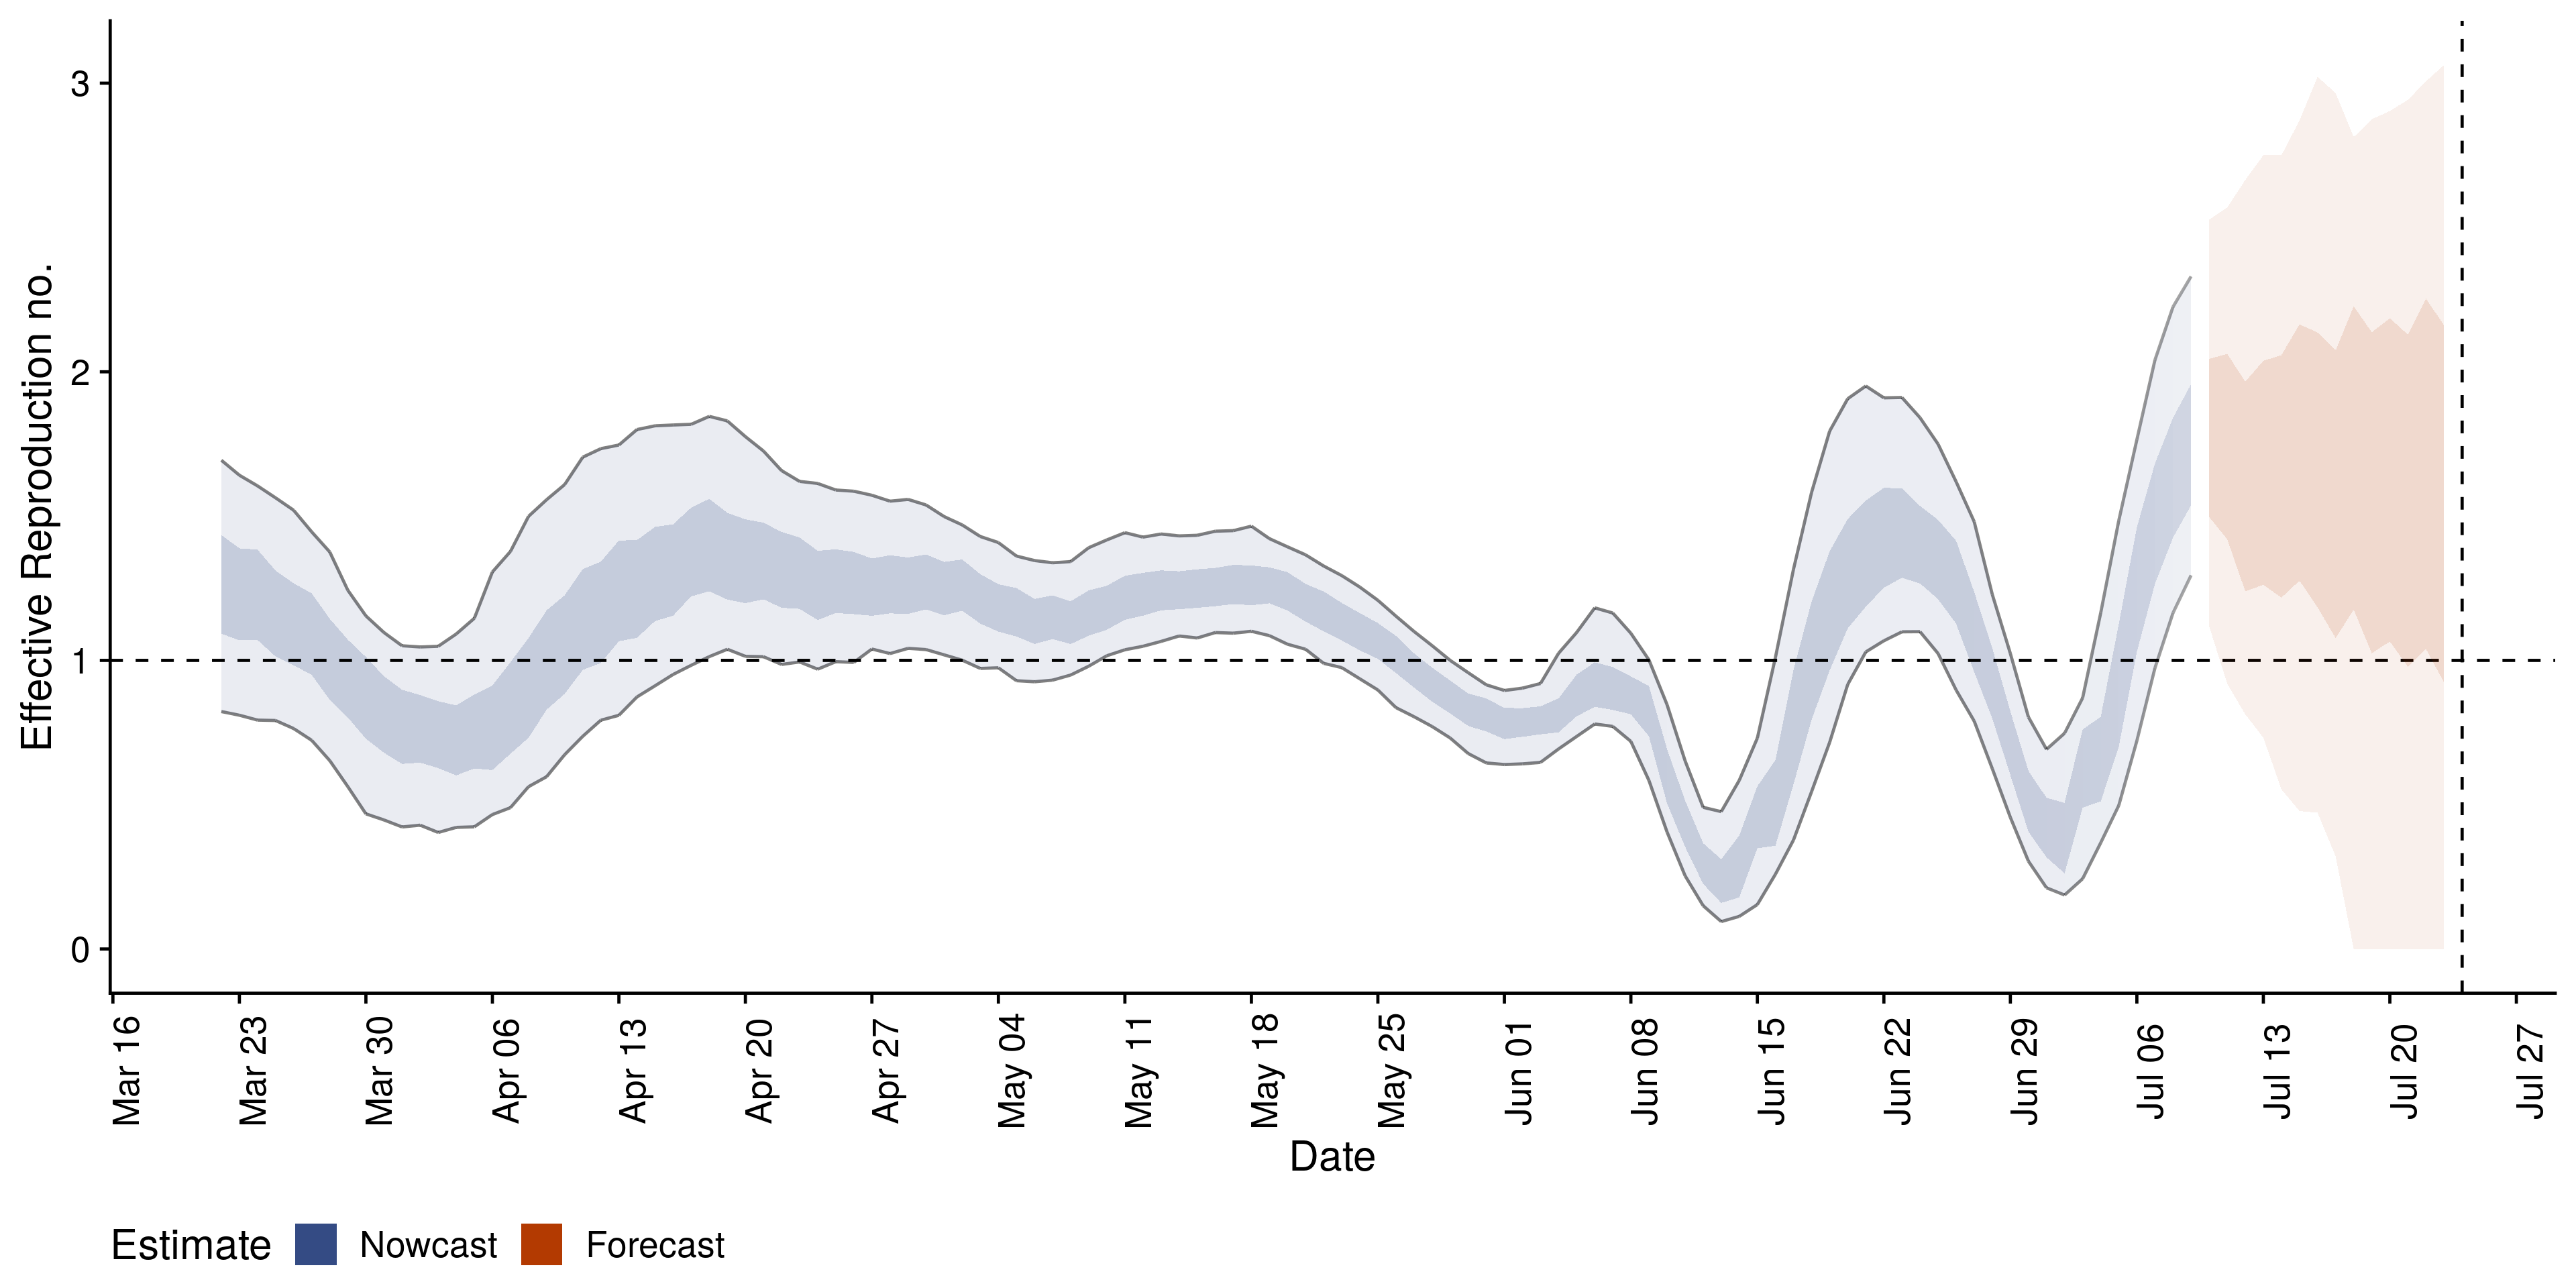 Effective Reproduction no.
3
2
1
0
Mar 16
Mar 23
Mar 30
Apr 06
Apr 13
Apr 20
Apr 27
May 04
May 11
May 18
May 25
Jun 01
Jun 08
Jun 15
Jun 22
Jun 29
Jul 06
Jul 13
Jul 20
Jul 27
Date
Estimate Nowcast Forecast